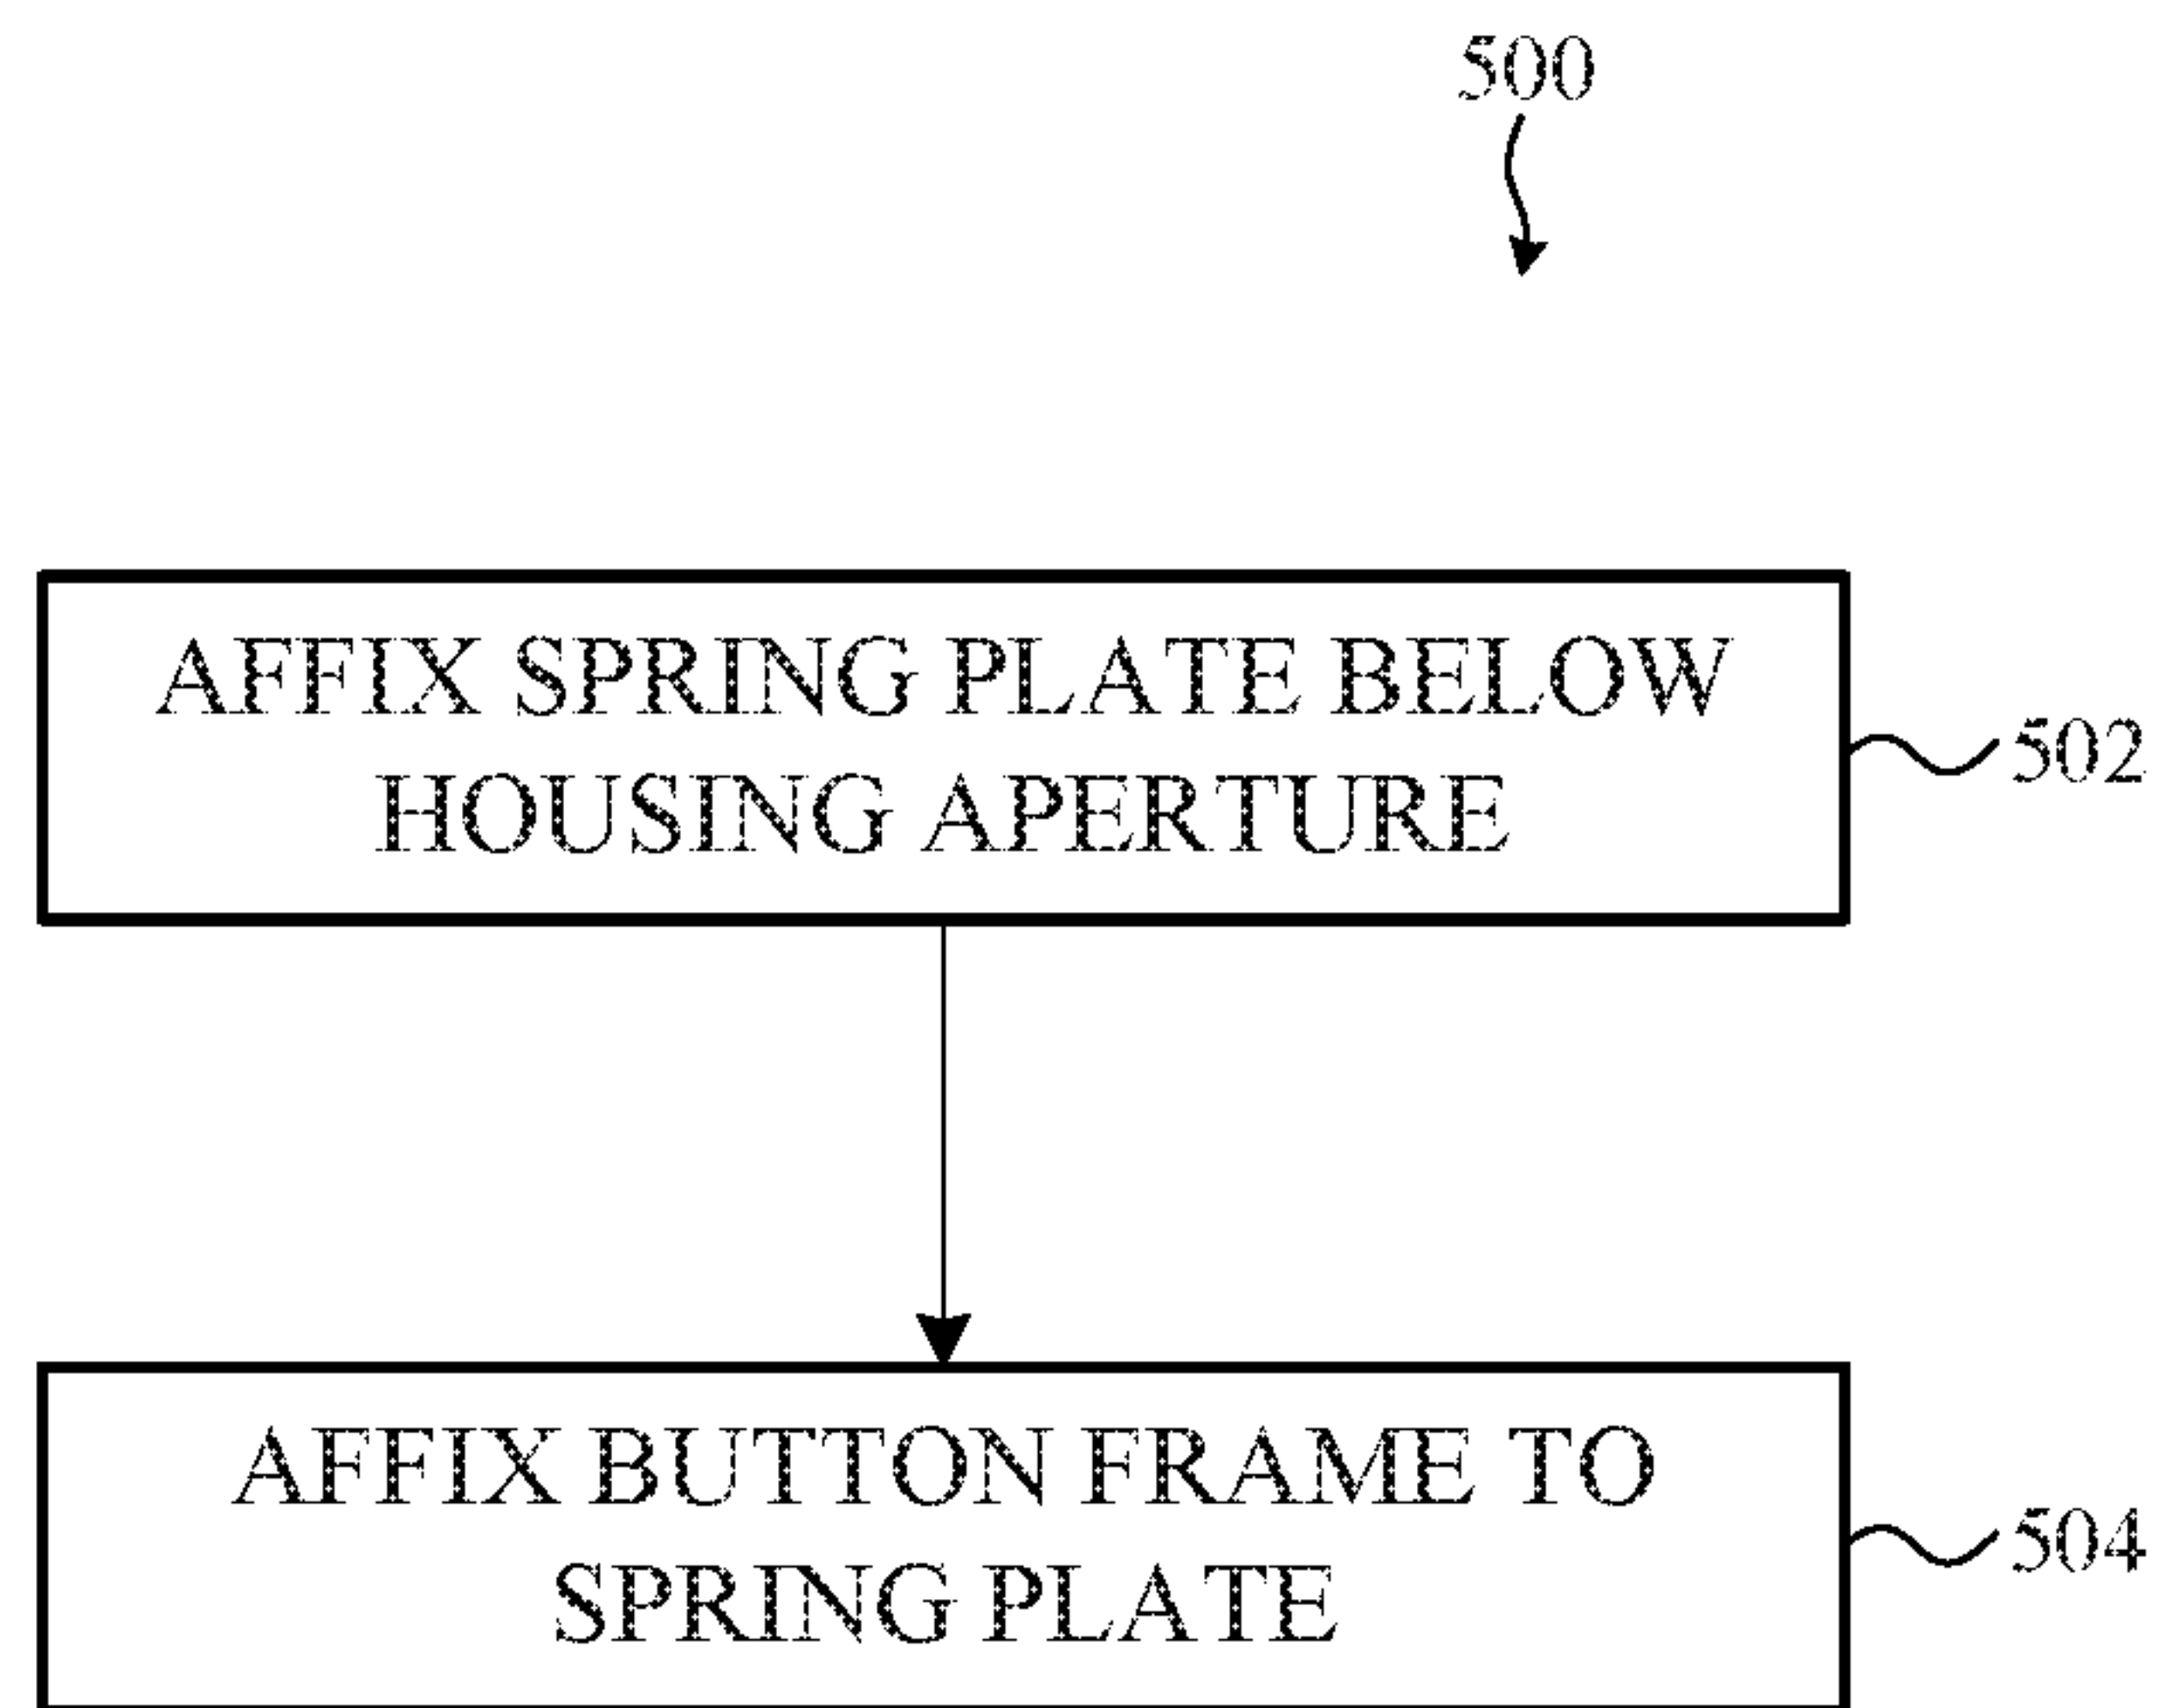 500
AFFIX SPRING PLATE BELOW
HOUSING APERTURE
502
AFFIX BUTTON FRAME TO
SPRING PLATE
504